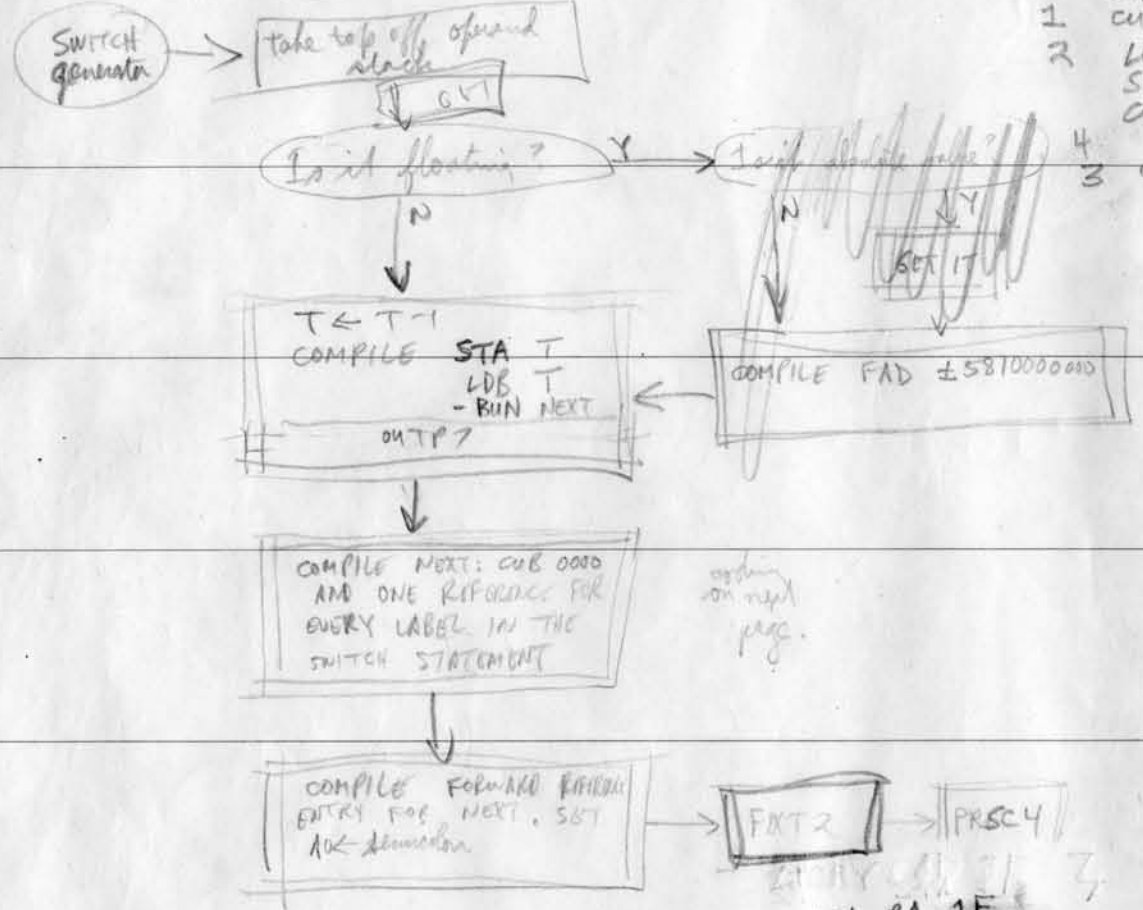 SWITCH
generator
take top off operand
stack
Is it floating?
Y
N
N
Y
SET IT
1
2
4
3
T ← T-1
COMPILE STA T
LDB T
- BUN NEXT
OUTP7
COMPILE FAD ±5810000000
COMPILE NEXT: CUB 0000
AND ONE REFERENCE FOR
EVERY LABEL IN THE
SWITCH STATEMENT
on next
page.
COMPILE FORWARD REFERENCE
ENTRY FOR NEXT. SET
← semicolon
FIXT2
PRSC4